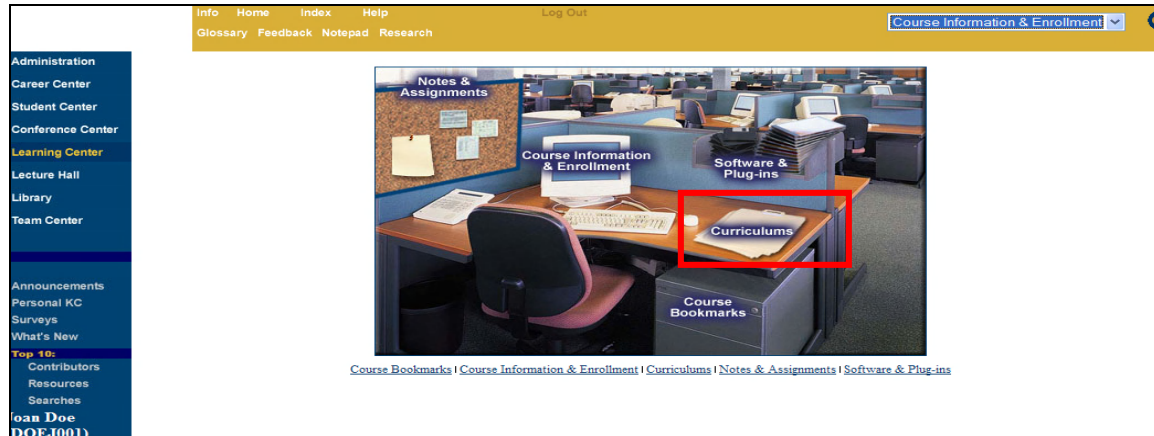 Info Home Index Help Log Out
Glossary Feedback Notepad Research
Course Information & Enrollment
Administration
Career Center
Student Center
Conference Center
Learning Center
Lecture Hall
Library
Team Center
Announcements
Personal KC
Surveys
What's New
Top 10:
Contributors
Resources
Searches
Joan Doe
(DOEJ001)
Notes &
Assignments
Course Information
& Enrollment
Software &
Plug-ins
Curriculums
Course
Bookmarks
Course Bookmarks | Course Information & Enrollment | Curriculums | Notes & Assignments | Software & Plug-ins